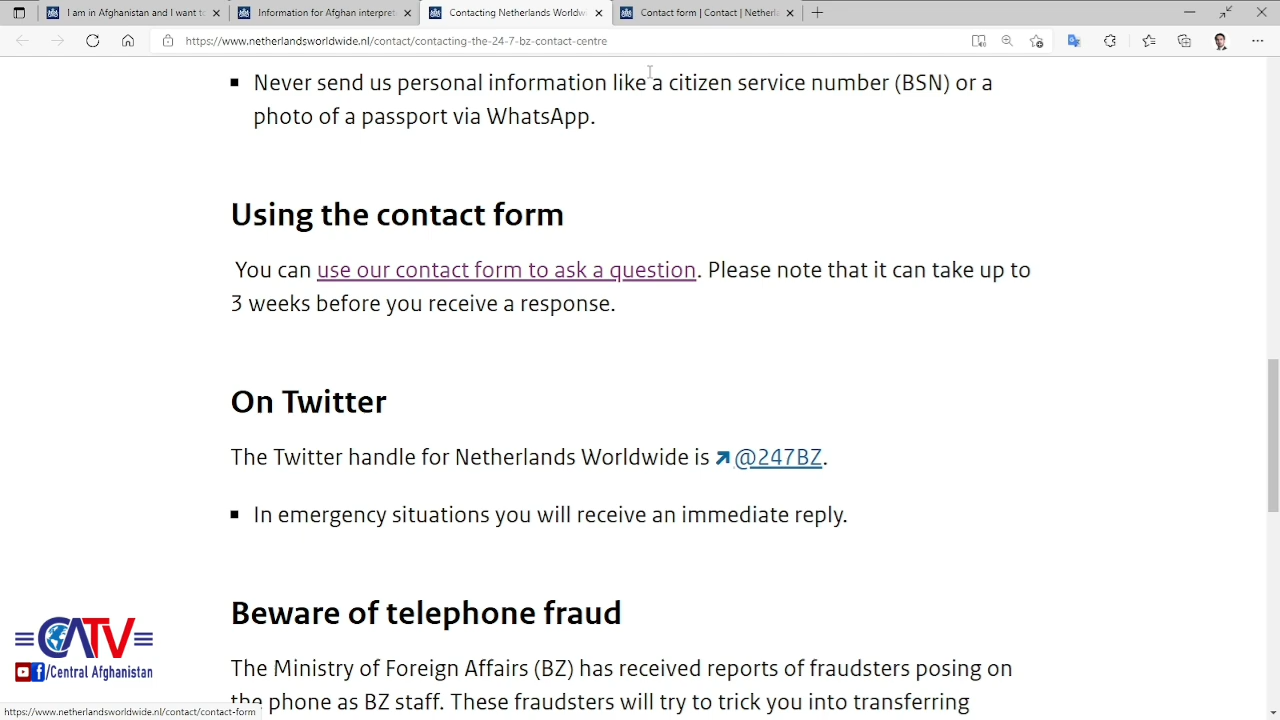 I am in Afghanistan and I want to
Information for Afghan interpret
Contacting Netherlands Worldw
Contact form | Contact | Netherla
https://www.netherlandsworldwide.nl/contact/contacting-the-24-7-bz-contact-centre
Never send us personal information like a citizen service number (BSN) or a
photo of a passport via WhatsApp.
Using the contact form
You can use our contact form to ask a question. Please note that it can take up to
3 weeks before you receive a response.
On Twitter
The Twitter handle for Netherlands Worldwide is @247BZ.
In emergency situations you will receive an immediate reply.
Beware of telephone fraud
The Ministry of Foreign Affairs (BZ) has received reports of fraudsters posing on
the phone as BZ staff. These fraudsters will try to trick you into transferring
CATV
/Central Afghanistan
https://www.netherlandsworldwide.nl/contact/contact-form